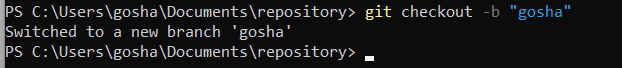 PS C:\Users\gosha\Documents\repository> git checkout -b "gosha"
Switched to a new branch 'gosha'
PS C:\Users\gosha\Documents\repository>